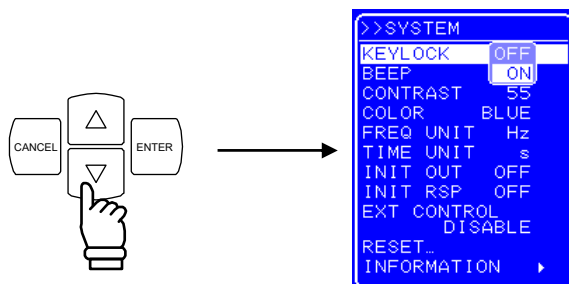 CANCEL
ENTER
>>SYSTEM
KEYLOCK OFF
BEEP ON
CONTRAST 55
COLOR BLUE
FREQ UNIT Hz
TIME UNIT s
INIT OUT OFF
INIT RSP OFF
EXT CONTROL
DISABLE
RESET…
INFORMATION